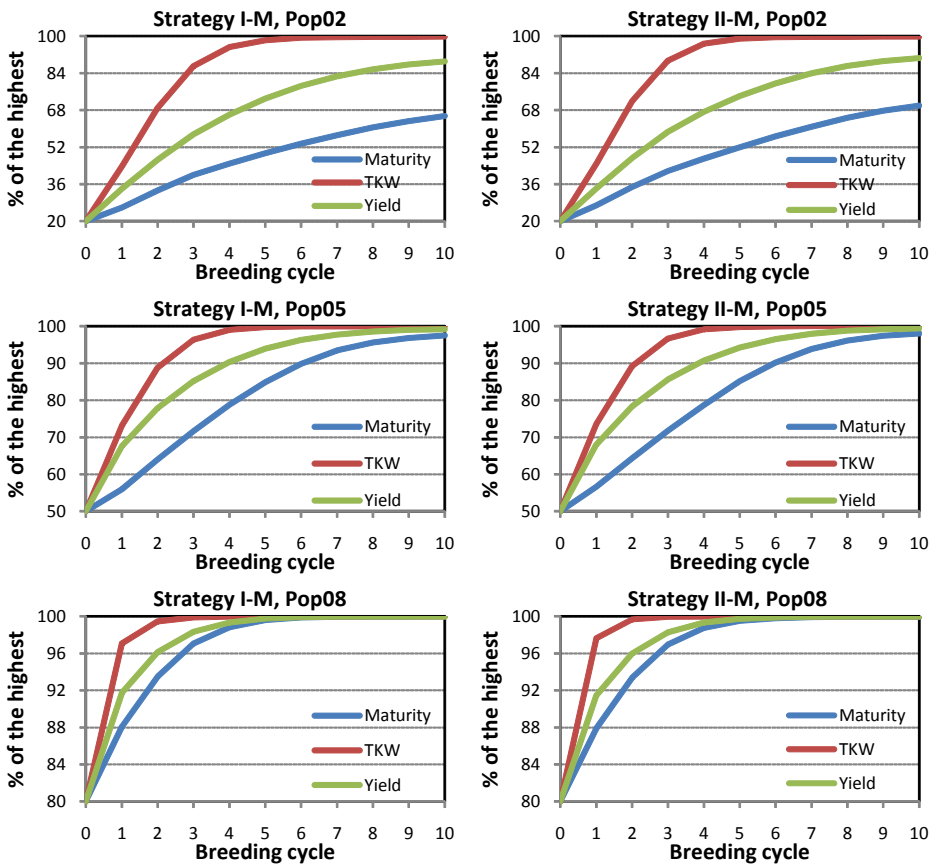 Strategy I-M, Pop02
% of the highest
100
84
68
52
36
20
Maturity
TKW
Yield
0 1 2 3 4 5 6 7 8 9 10
Breeding cycle
Strategy II-M, Pop02
% of the highest
100
84
68
52
36
20
Maturity
TKW
Yield
0 1 2 3 4 5 6 7 8 9 10
Breeding cycle
Strategy I-M, Pop05
% of the highest
100
90
80
70
60
50
Maturity
TKW
Yield
0 1 2 3 4 5 6 7 8 9 10
Breeding cycle
Strategy II-M, Pop05
% of the highest
100
90
80
70
60
50
Maturity
TKW
Yield
0 1 2 3 4 5 6 7 8 9 10
Breeding cycle
Strategy I-M, Pop08
% of the highest
100
96
92
88
84
80
Maturity
TKW
Yield
0 1 2 3 4 5 6 7 8 9 10
Breeding cycle
Strategy II-M, Pop08
% of the highest
100
96
92
88
84
80
Maturity
TKW
Yield
0 1 2 3 4 5 6 7 8 9 10
Breeding cycle